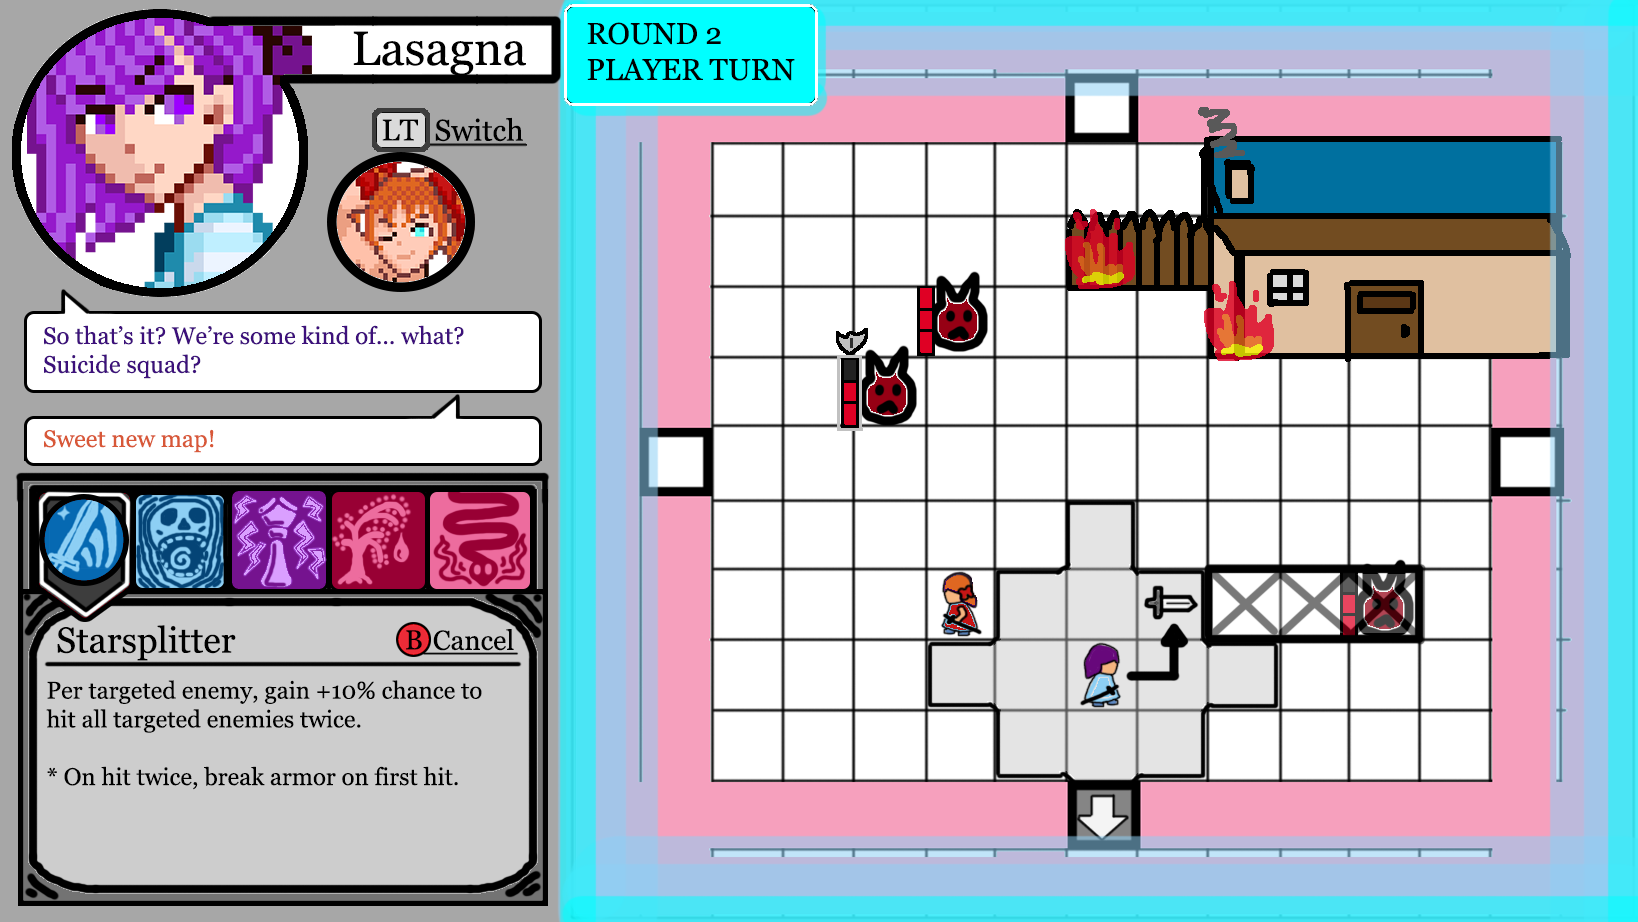 Lasagna
LT Switch
So that's it? We're some kind of... what?
Suicide squad?
Sweet new map!
Starsplitter
B Cancel
Per targeted enemy, gain +10% chance to
hit all targeted enemies twice.
* On hit twice, break armor on first hit.
ROUND 2
PLAYER TURN